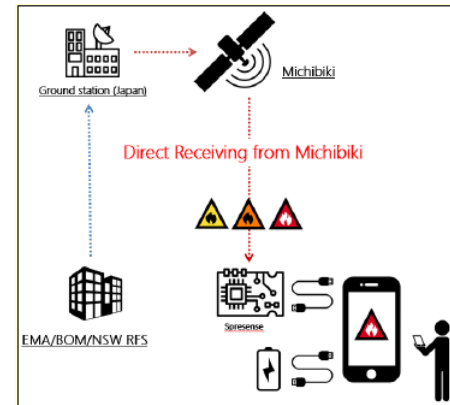 Ground station (Japan)
Michibiki
Direct Receiving from Michibiki
Spresense
EMA/BOM/NSW RFS